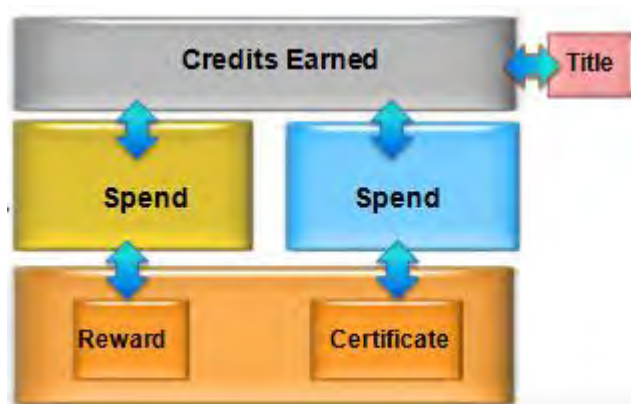 Credits Earned
Title
Spend
Spend
Reward
Certificate